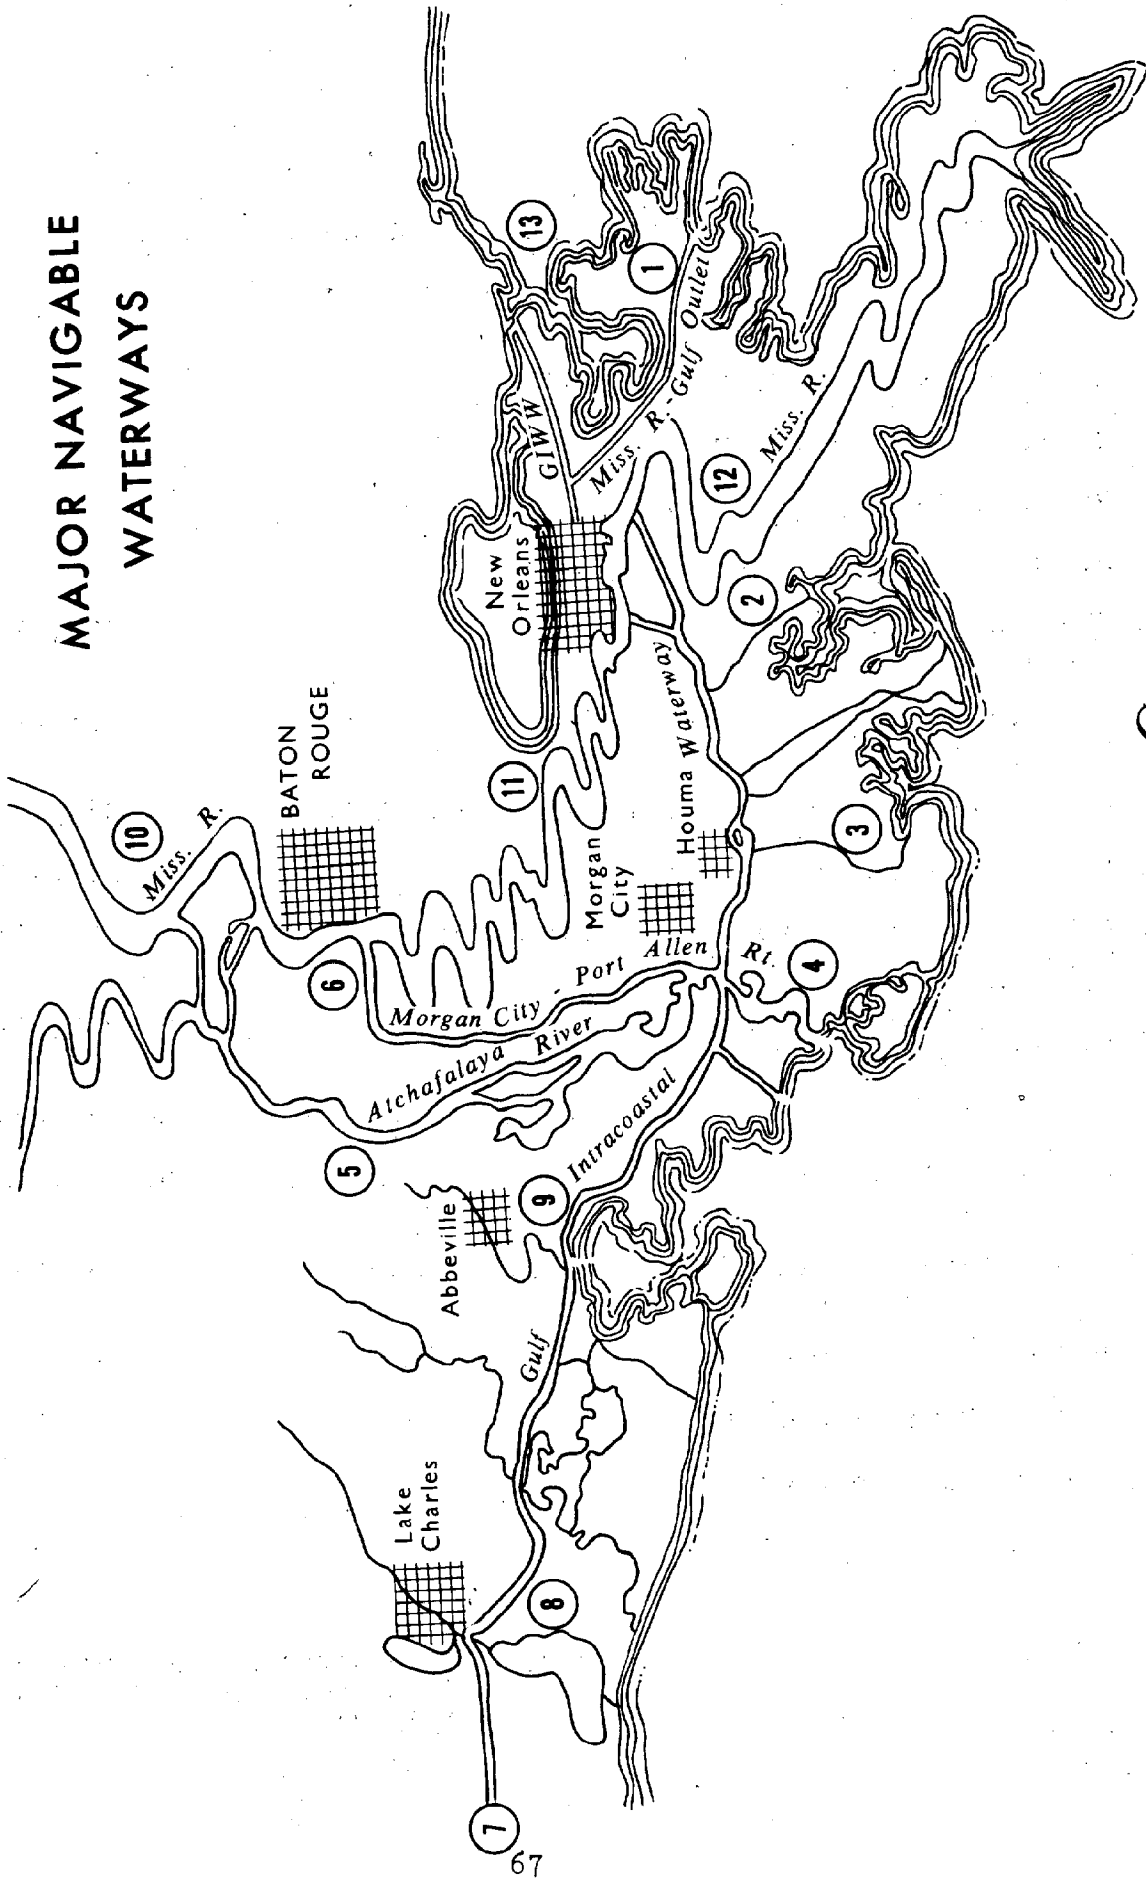 MAJOR NAVIGABLE
WATERWAYS
10
Miss. R.
BATON
ROUGE
6
11
New
Orleans
GIWW
13
1
Miss. R.-Gulf Outlet
12
Miss. R.
2
Houma Waterway
3
Morgan
City
Morgan City - Port Allen Rt.
4
Atchafalaya River
5
Abbeville
9
Gulf Intracoastal
Lake
Charles
8
7
67